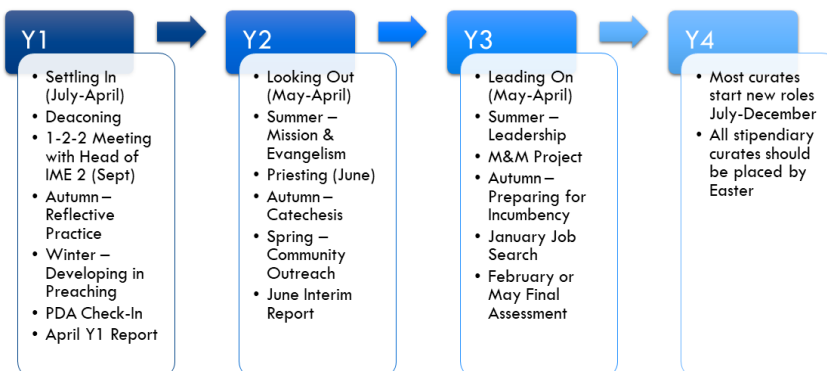 Y1
• Settling In
(July-April)
• Deaconing
• 1-2-2 Meeting
with Head of
IME 2 (Sept)
• Autumn –
Reflective
Practice
• Winter –
Developing in
Preaching
• PDA Check-In
• April Y1 Report
Y2
• Looking Out
(May-April)
• Summer –
Mission &
Evangelism
• Priesting (June)
• Autumn –
Catechesis
• Spring –
Community
Outreach
• June Interim
Report
Y3
• Leading On
(May-April)
• Summer –
Leadership
• M&M Project
• Autumn –
Preparing for
Incumbency
• January Job
Search
• February or
May Final
Assessment
Y4
• Most curates
start new roles
July-December
• All stipendiary
curates should
be placed by
Easter